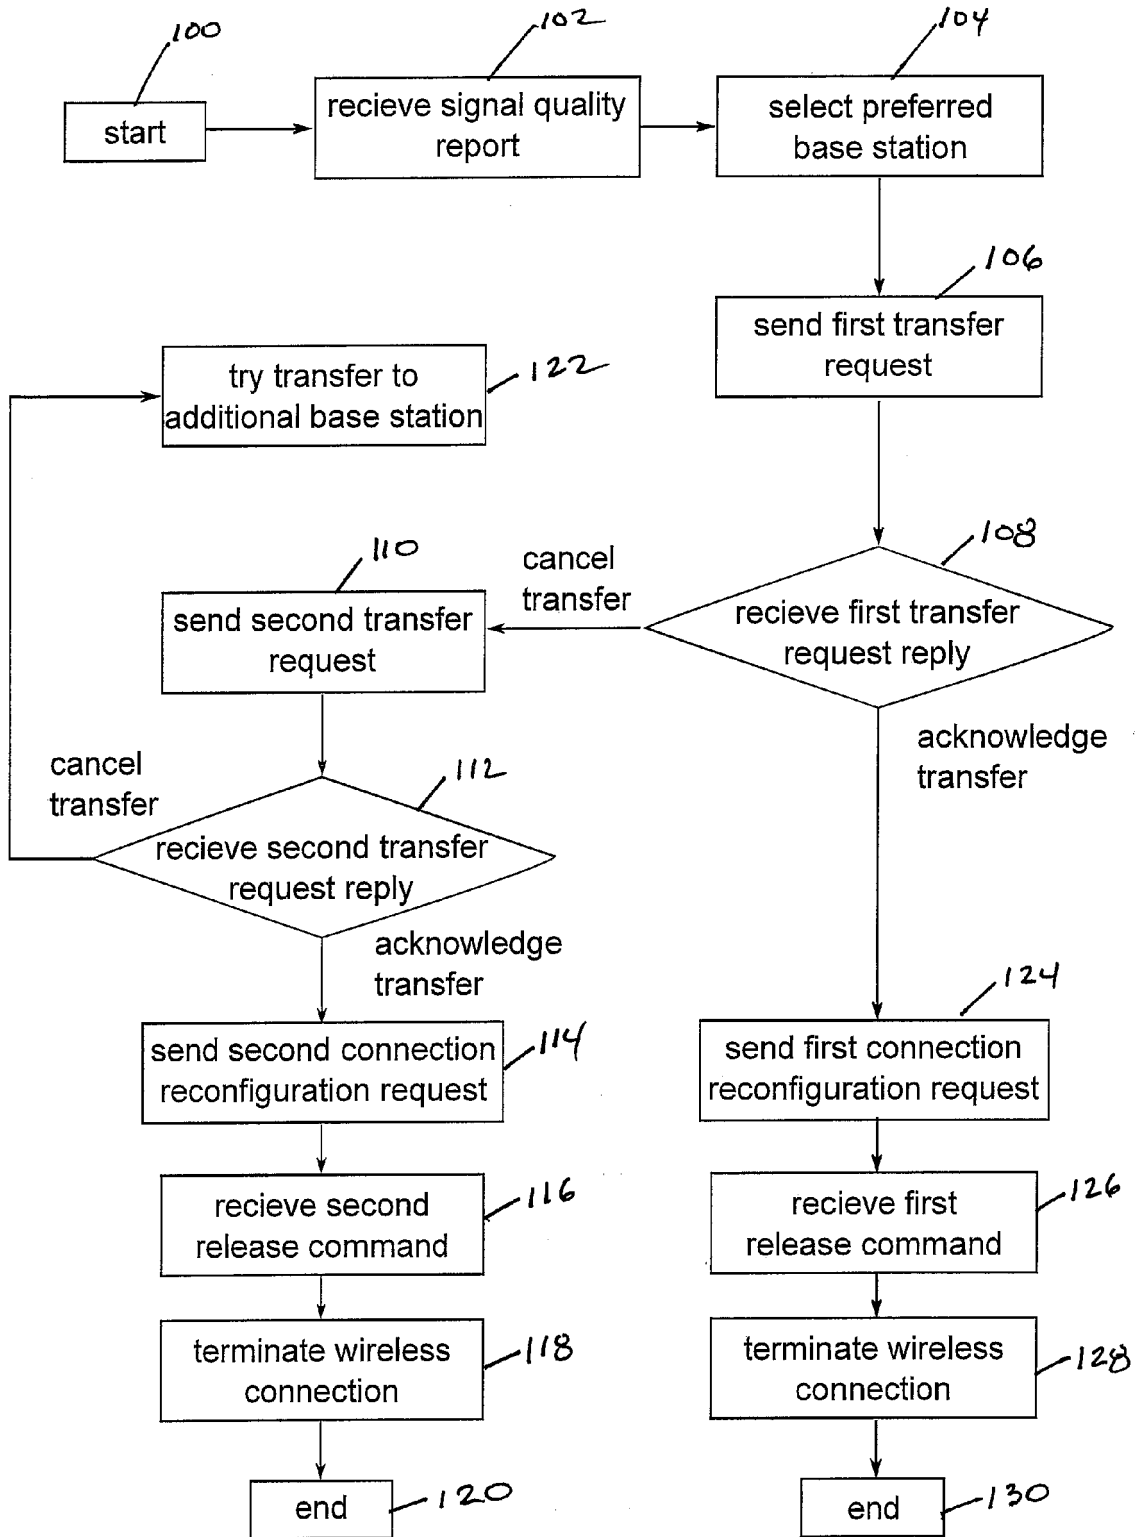 100
102
104
start
recieve signal quality
report
select preferred
base station
106
send first transfer
request
try transfer to
additional base station
122
108
110
cancel
transfer
send second transfer
request
recieve first transfer
request reply
acknowledge
transfer
cancel
transfer
112
recieve second transfer
request reply
acknowledge
transfer
124
send second connection
reconfiguration request
114
send first connection
reconfiguration request
recieve second
release command
116
recieve first
release command
126
terminate wireless
connection
118
terminate wireless
connection
128
end
120
end
130